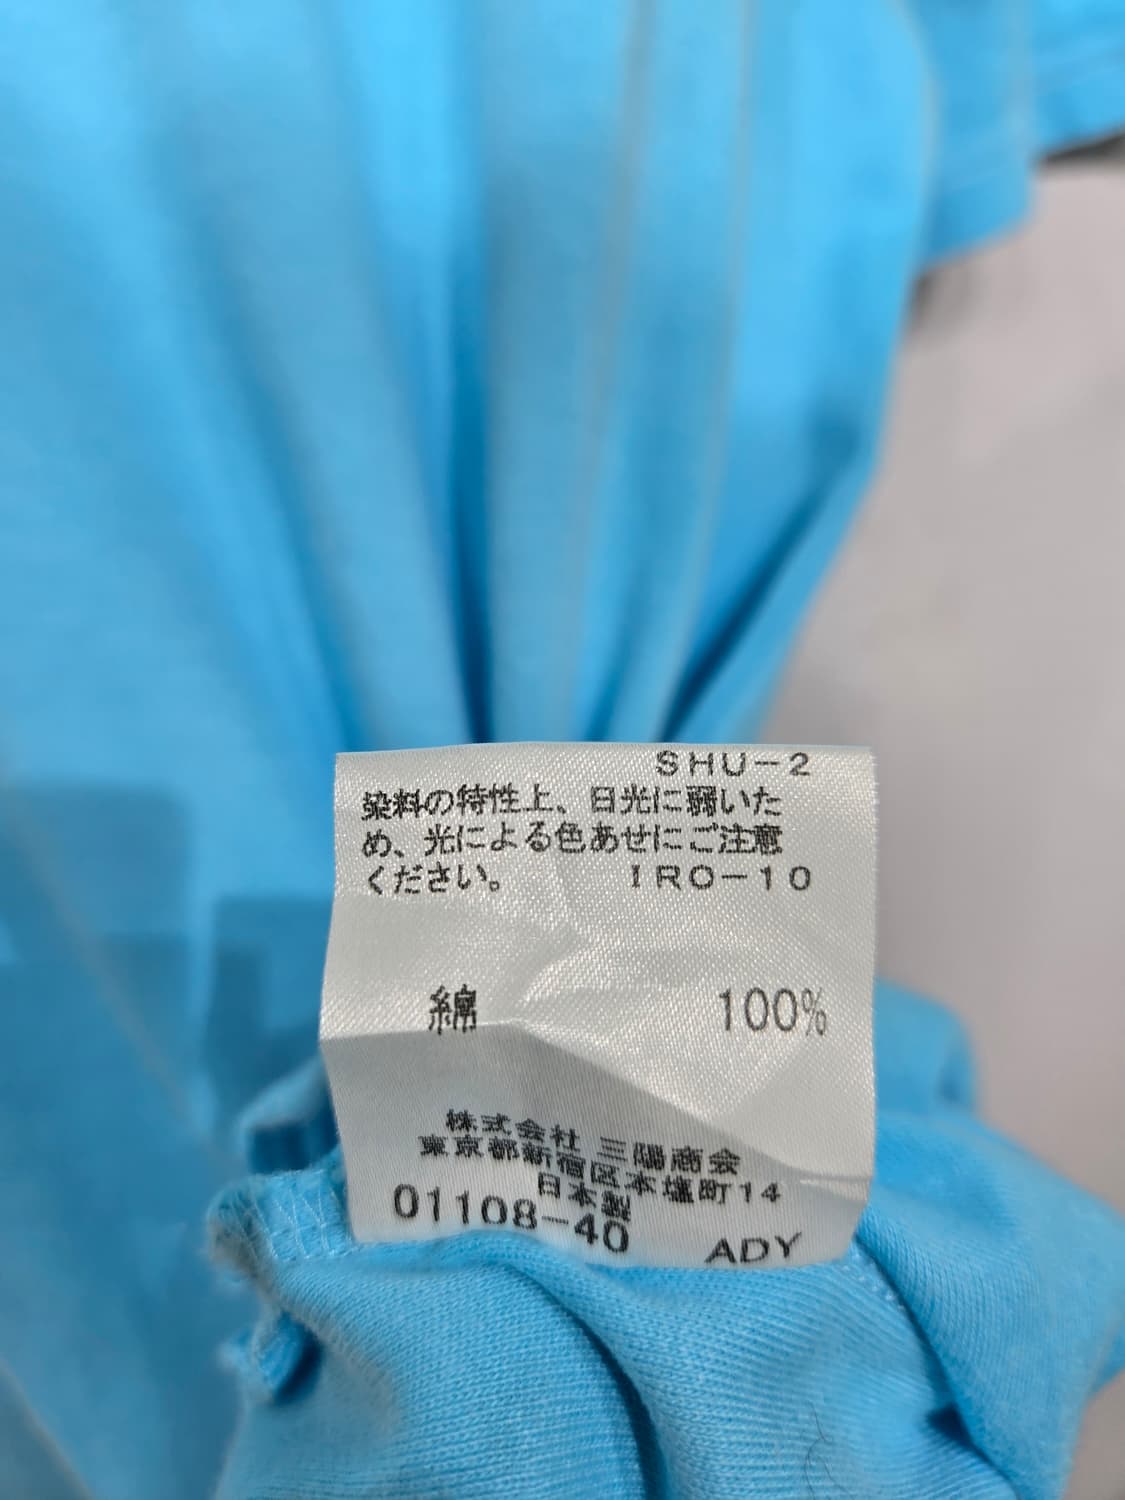 SHU-2
染料の特性上、日光に弱いた
め、光による色あせにご注意
ください。 IRO-10
綿 100%
株式会社 三陽商会
東京都新宿区本塩町14
日本製
01108-40 ADY